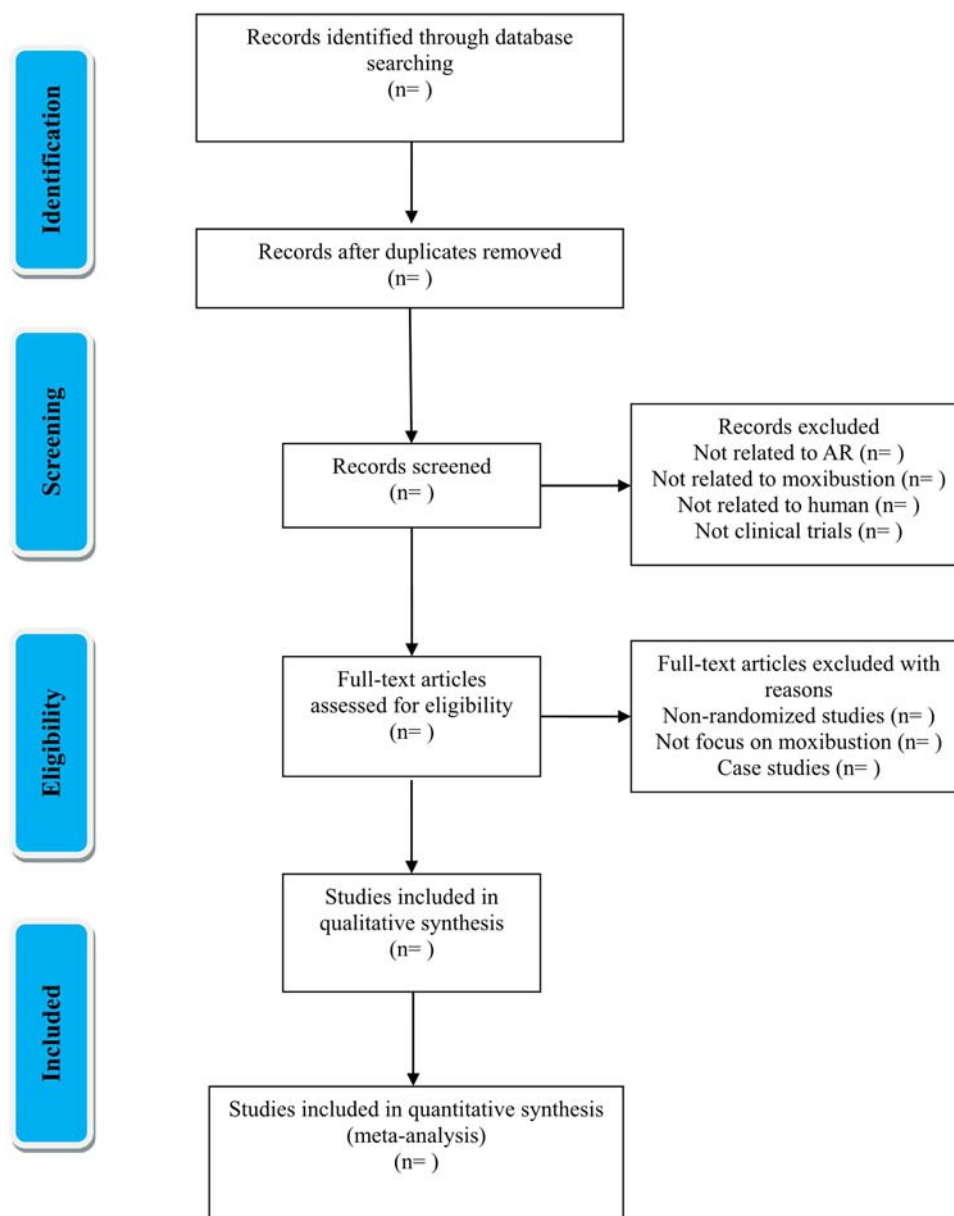 Identification
Records identified through database
searching
(n= )
Records after duplicates removed
(n= )
Screening
Records screened
(n= )
Records excluded
Not related to AR (n= )
Not related to moxibustion (n= )
Not related to human (n= )
Not clinical trials (n= )
Eligibility
Full-text articles
assessed for eligibility
(n= )
Full-text articles excluded with
reasons
Non-randomized studies (n= )
Not focus on moxibustion (n= )
Case studies (n= )
Included
Studies included in
qualitative synthesis
(n= )
Studies included in quantitative synthesis
(meta-analysis)
(n= )